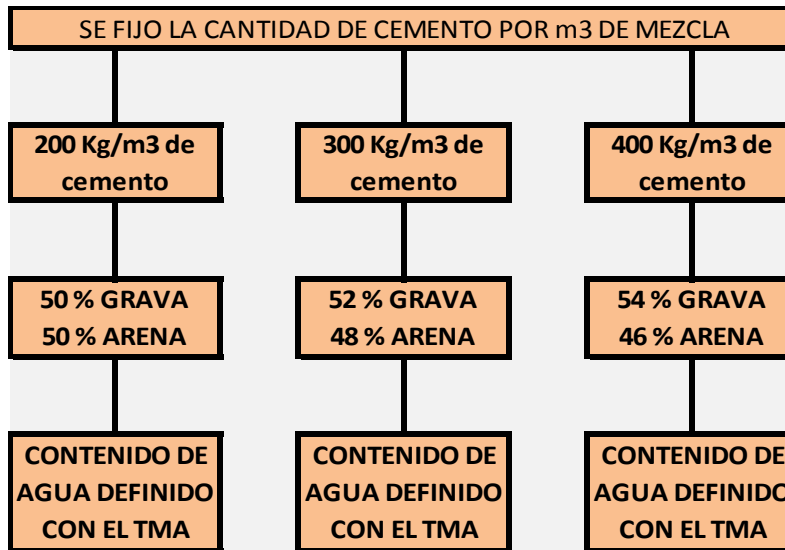 SE FIJO LA CANTIDAD DE CEMENTO POR m3 DE MEZCLA
200 Kg/m3 de
cemento
300 Kg/m3 de
cemento
400 Kg/m3 de
cemento
50 % GRAVA
50 % ARENA
52 % GRAVA
48 % ARENA
54 % GRAVA
46 % ARENA
CONTENIDO DE
AGUA DEFINIDO
CON EL TMA
CONTENIDO DE
AGUA DEFINIDO
CON EL TMA
CONTENIDO DE
AGUA DEFINIDO
CON EL TMA